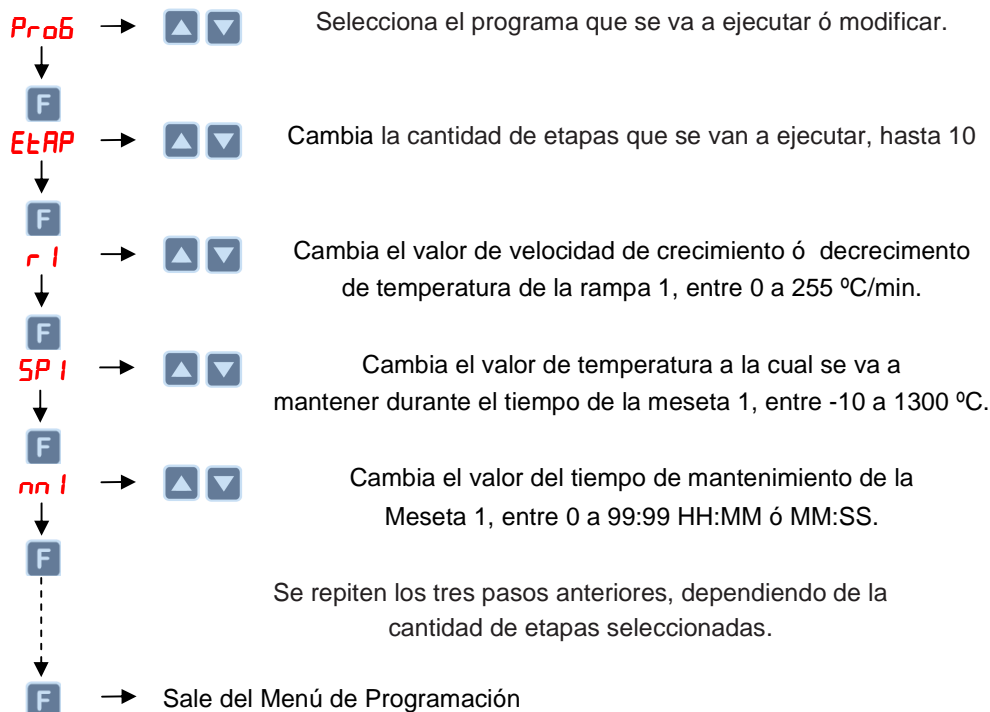 ProG Selecciona el programa que se va a ejecutar ó modificar.
F
EtAP Cambia la cantidad de etapas que se van a ejecutar, hasta 10
F
r 1 Cambia el valor de velocidad de crecimiento ó decrecimento
de temperatura de la rampa 1, entre 0 a 255 ºC/min.
F
SP 1 Cambia el valor de temperatura a la cual se va a
mantener durante el tiempo de la meseta 1, entre -10 a 1300 ºC.
F
nn 1 Cambia el valor del tiempo de mantenimiento de la
Meseta 1, entre 0 a 99:99 HH:MM ó MM:SS.
F
Se repiten los tres pasos anteriores, dependiendo de la
cantidad de etapas seleccionadas.
F Sale del Menú de Programación